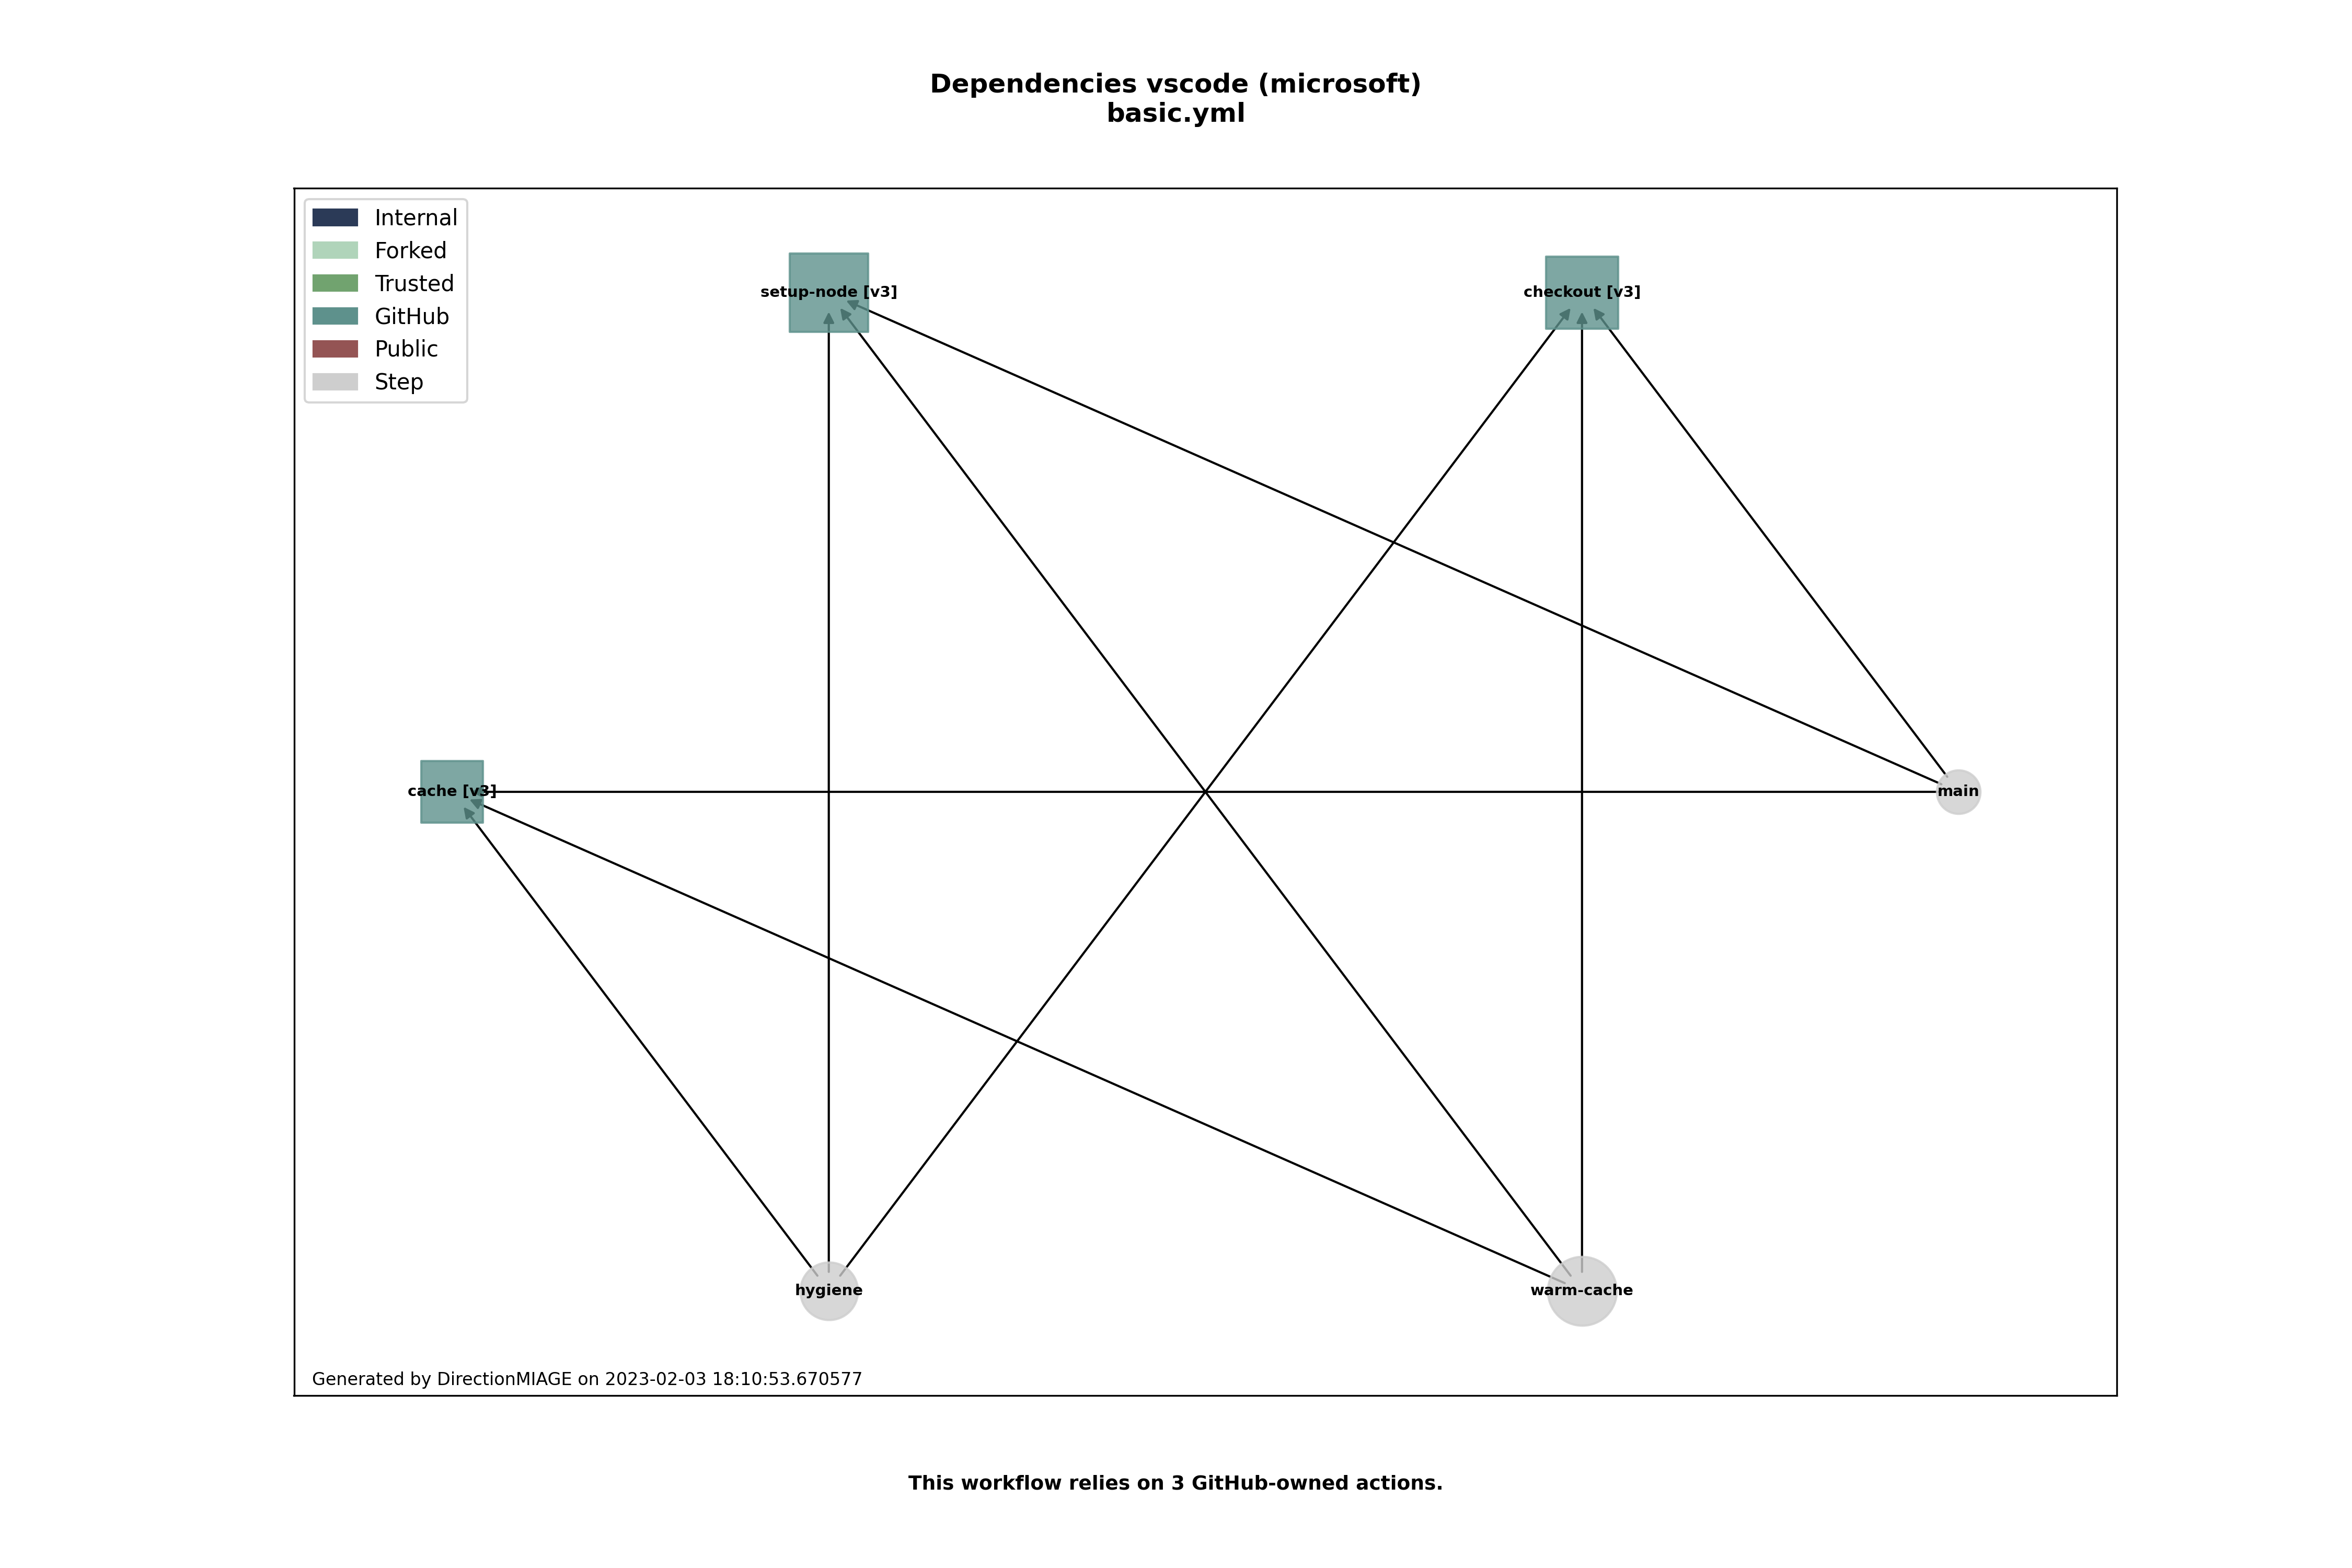 Dependencies vscode (microsoft)
basic.yml
Internal
Forked
Trusted
GitHub
Public
Step
setup-node [v3]
checkout [v3]
cache [v3]
main
hygiene
warm-cache
Generated by DirectionMIAGE on 2023-02-03 18:10:53.670577
This workflow relies on 3 GitHub-owned actions.